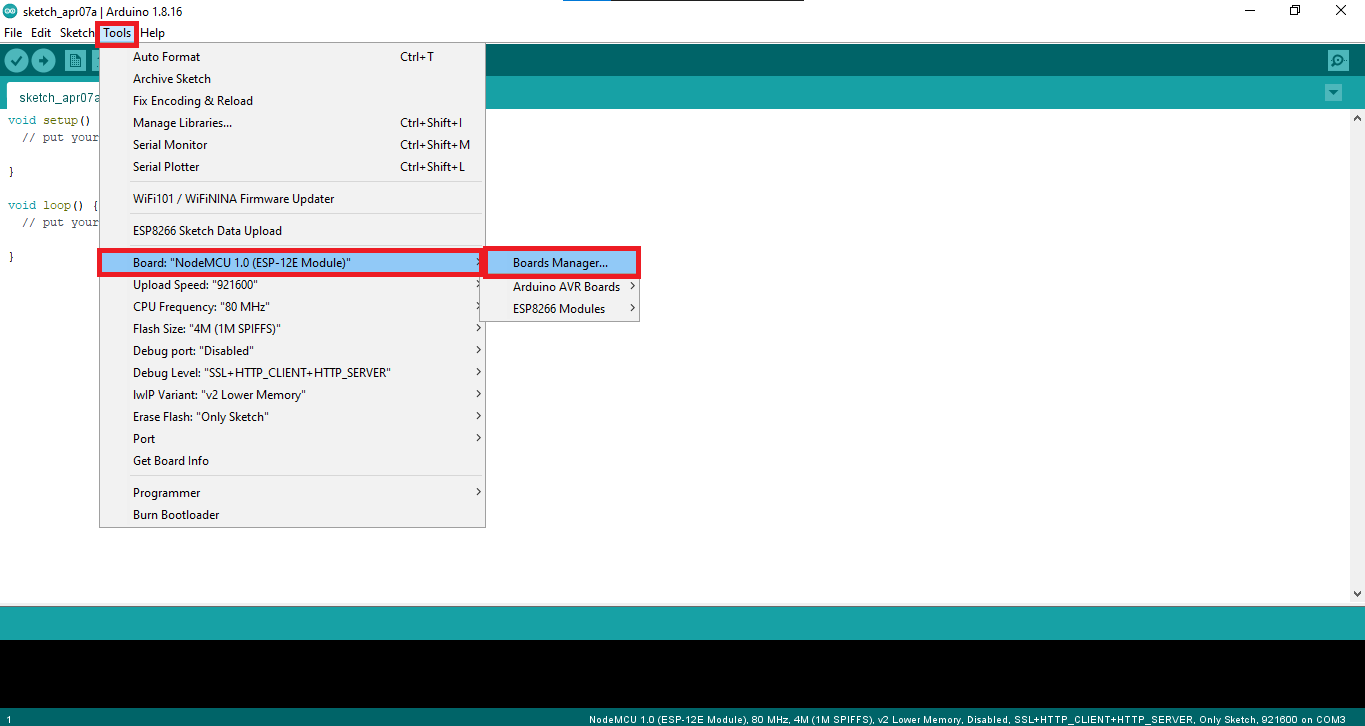 sketch_apr07a | Arduino 1.8.16
File Edit Sketch Tools Help
sketch_apr07a
void setup()
// put your
}
void loop() {
// put your
}
Auto Format Ctrl+T
Archive Sketch
Fix Encoding & Reload
Manage Libraries... Ctrl+Shift+I
Serial Monitor Ctrl+Shift+M
Serial Plotter Ctrl+Shift+L
WiFi101 / WiFiNINA Firmware Updater
ESP8266 Sketch Data Upload
Board: "NodeMCU 1.0 (ESP-12E Module)"
Upload Speed: "921600"
CPU Frequency: "80 MHz"
Flash Size: "4M (1M SPIFFS)"
Debug port: "Disabled"
Debug Level: "SSL+HTTP_CLIENT+HTTP_SERVER"
lwIP Variant: "v2 Lower Memory"
Erase Flash: "Only Sketch"
Port
Get Board Info
Programmer
Burn Bootloader
Boards Manager...
Arduino AVR Boards
ESP8266 Modules
1 NodeMCU 1.0 (ESP-12E Module), 80 MHz, 4M (1M SPIFFS), v2 Lower Memory, Disabled, SSL+HTTP_CLIENT+HTTP_SERVER, Only Sketch, 921600 on COM3